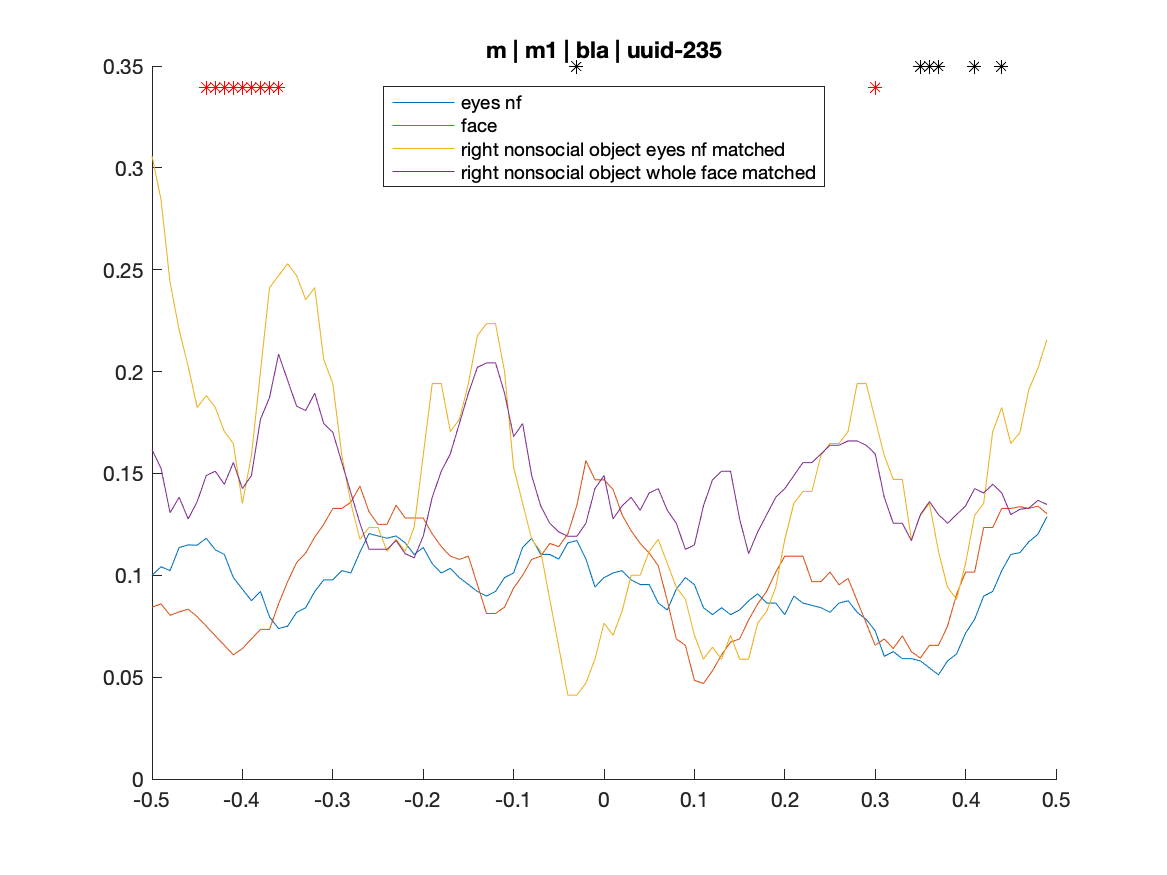 m | m1 | bla | uuid-235
0.35
0.3
0.25
0.2
0.15
0.1
0.05
0
eyes nf
face
right nonsocial object eyes nf matched
right nonsocial object whole face matched
-0.5 -0.4 -0.3 -0.2 -0.1 0 0.1 0.2 0.3 0.4 0.5